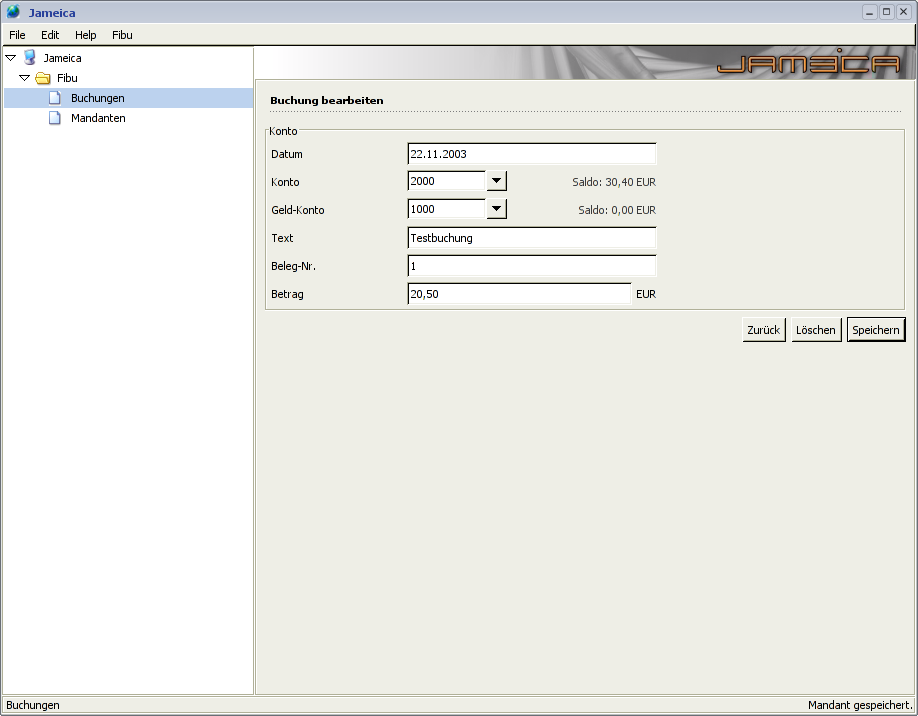 Jameica
File Edit Help Fibu
Jameica
Fibu
Buchungen
Mandanten
JAMEICA
Buchung bearbeiten
Konto
Datum 22.11.2003
Konto 2000 Saldo: 30,40 EUR
Geld-Konto 1000 Saldo: 0,00 EUR
Text Testbuchung
Beleg-Nr. 1
Betrag 20,50 EUR
Zurück Löschen Speichern
Buchungen Mandant gespeichert.